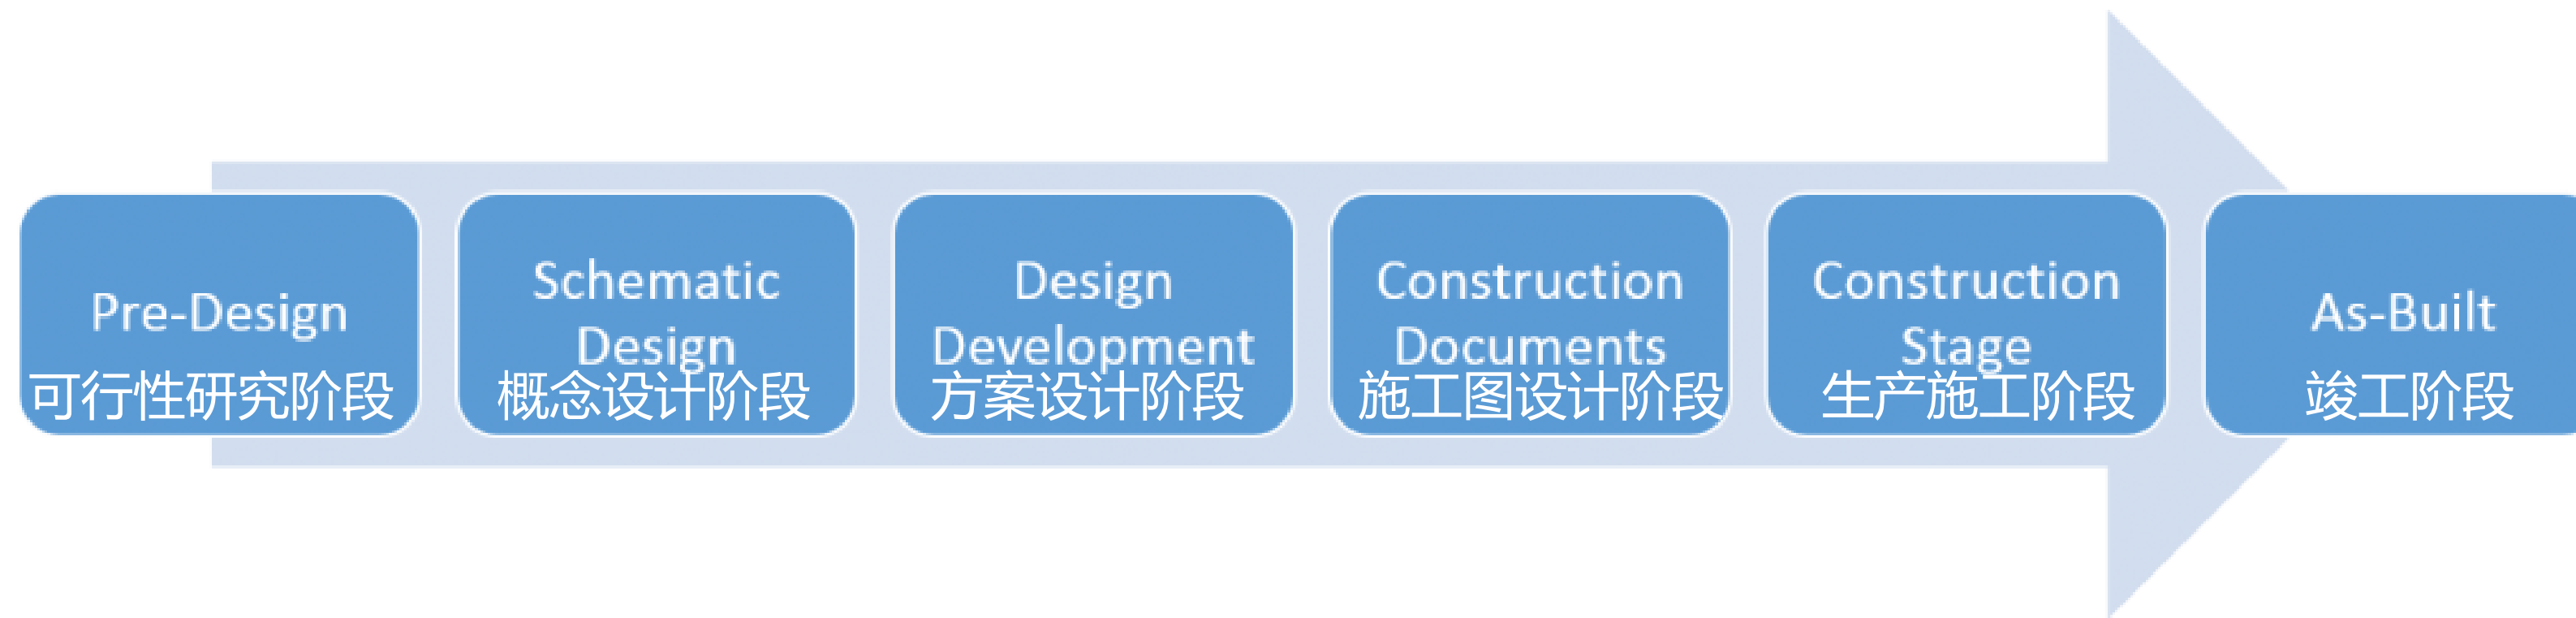 Pre-Design
可行性研究阶段
Schematic
Design
概念设计阶段
Design
Development
方案设计阶段
Construction
Documents
施工图设计阶段
Construction
Stage
生产施工阶段
As-Built
竣工阶段